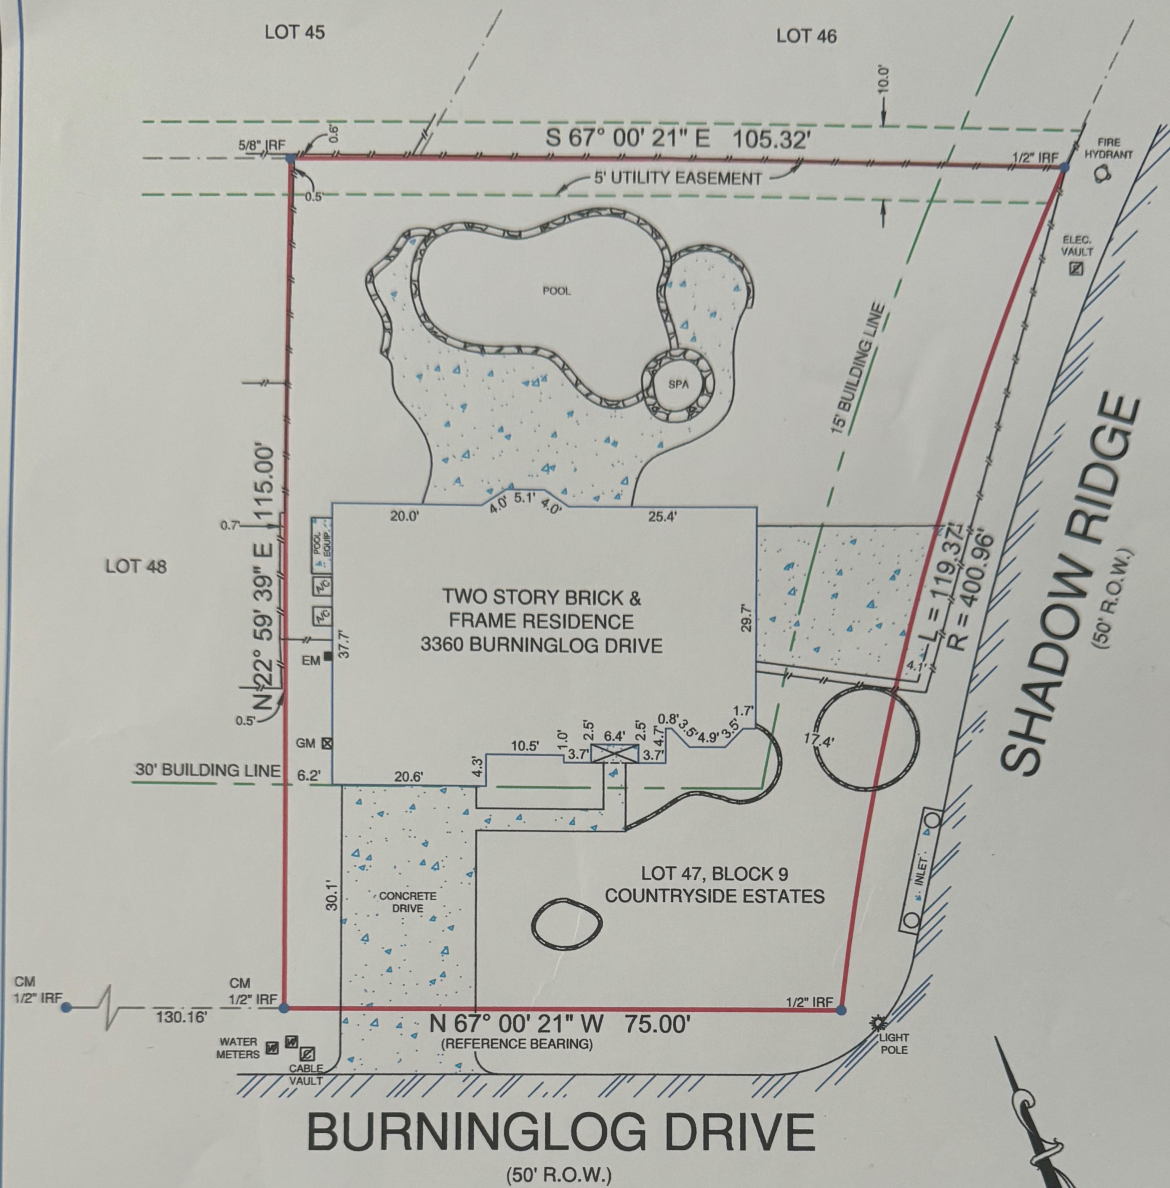 LOT 45
LOT 46
10.0'
5/8" IRF
0.6'
S 67° 00' 21" E 105.32'
1/2" IRF
FIRE
HYDRANT
5' UTILITY EASEMENT
0.5'
ELEC.
VAULT
E
POOL
SPA
15' BUILDING LINE
SHADOW RIDGE
(50' R.O.W.)
N 22° 59' 39" E 115.00'
20.0'
4.0'
5.1'
4.0'
25.4'
0.7'
POOL
EQUIP.
LOT 48
TWO STORY BRICK &
FRAME RESIDENCE
3360 BURNINGLOG DRIVE
29.7'
L = 119.37'
R = 400.96'
37.7'
EM
4.1'
0.5'
GM
1.7'
0.8'
3.5'
4.9'
3.5'
17.4'
10.5'
1.0'
2.5'
6.4'
2.5'
4.7'
3.7'
3.7'
30' BUILDING LINE
6.2'
20.6'
4.3'
INLET
LOT 47, BLOCK 9
COUNTRYSIDE ESTATES
CONCRETE
DRIVE
30.1'
CM
1/2" IRF
CM
1/2" IRF
130.16'
1/2" IRF
N 67° 00' 21" W 75.00'
(REFERENCE BEARING)
WATER
METERS
CABLE
VAULT
LIGHT
POLE
BURNINGLOG DRIVE
(50' R.O.W.)